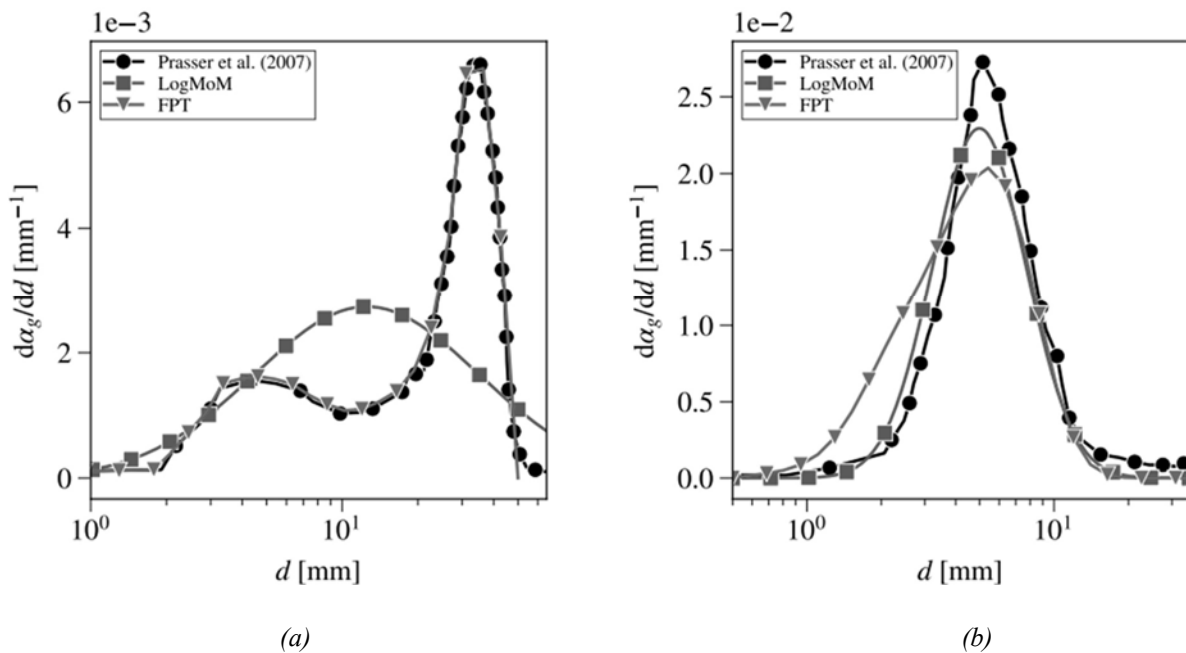 1e−3
Prasser et al. (2007)
LogMoM
FPT
6
4
2
0
dα_g/dd [mm⁻¹]
10⁰
10¹
d [mm]
(a)
1e−2
Prasser et al. (2007)
LogMoM
FPT
2.5
2.0
1.5
1.0
0.5
0.0
dα_g/dd [mm⁻¹]
10⁰
10¹
d [mm]
(b)